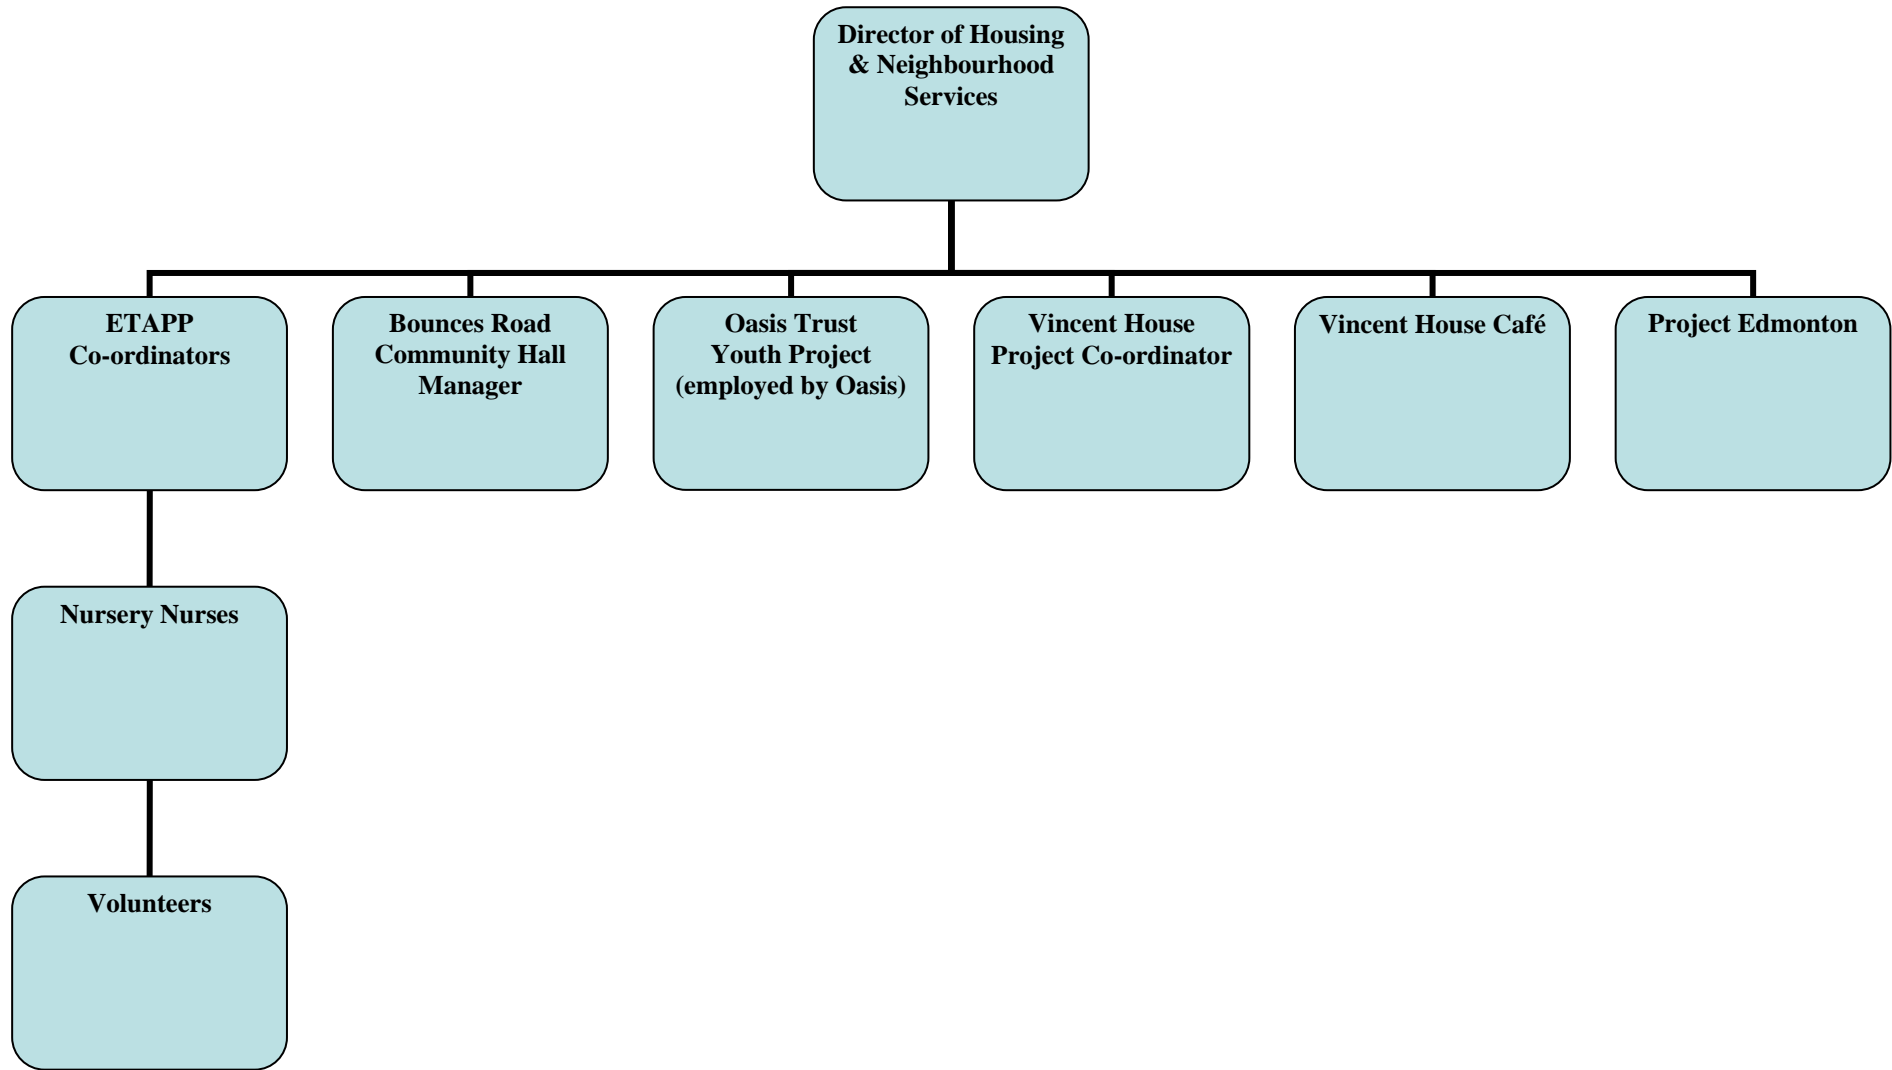 Director of Housing
& Neighbourhood
Services
ETAPP
Co-ordinators
Bounces Road
Community Hall
Manager
Oasis Trust
Youth Project
(employed by Oasis)
Vincent House
Project Co-ordinator
Vincent House Café
Project Edmonton
Nursery Nurses
Volunteers